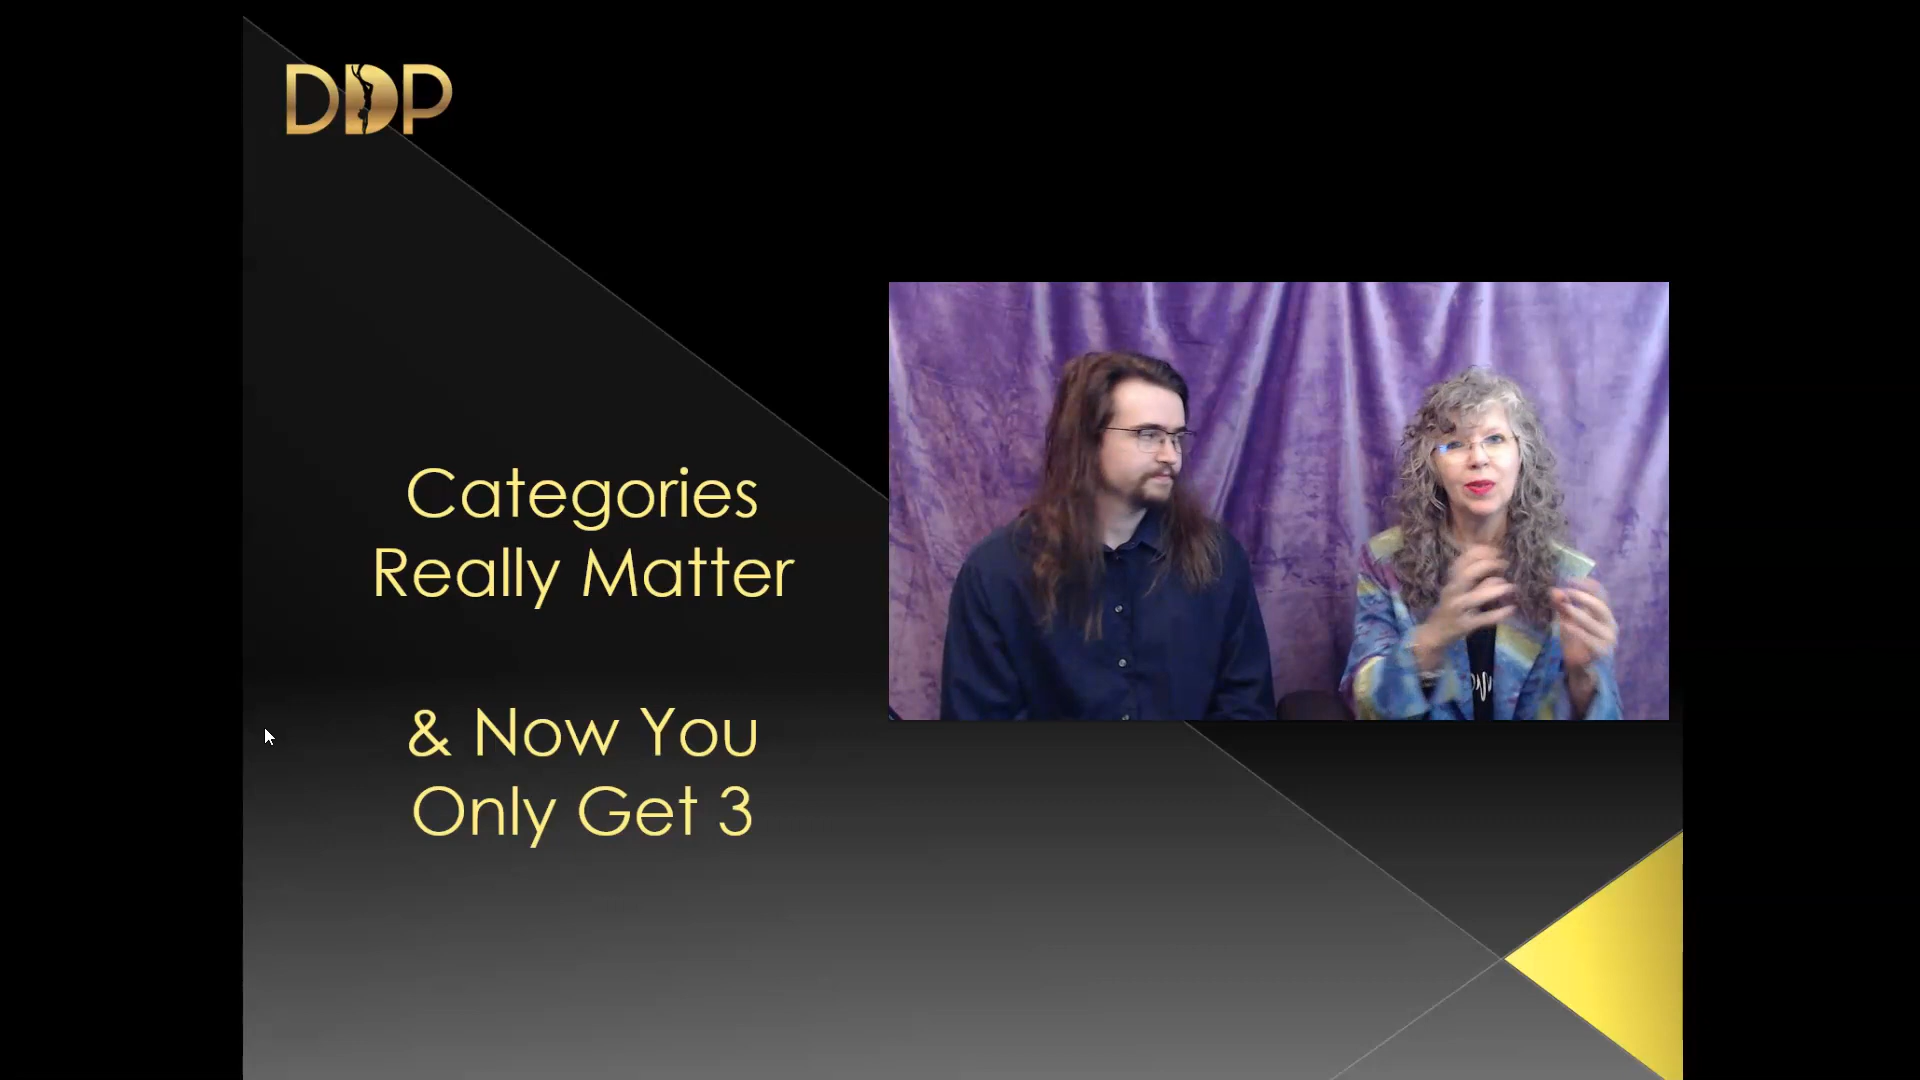 DDP
Categories
Really Matter
& Now You
Only Get 3